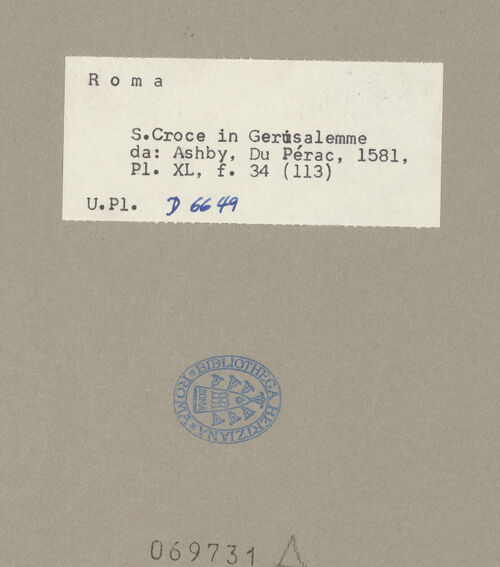 Roma
S.Croce in Gerusalemme
da: Ashby, Du Pérac, 1581,
Pl. XL, f. 34 (113)
U.Pl. D 6649
*BIBLIOTHECA HERTZIANA*ROMA
ROMA
069731